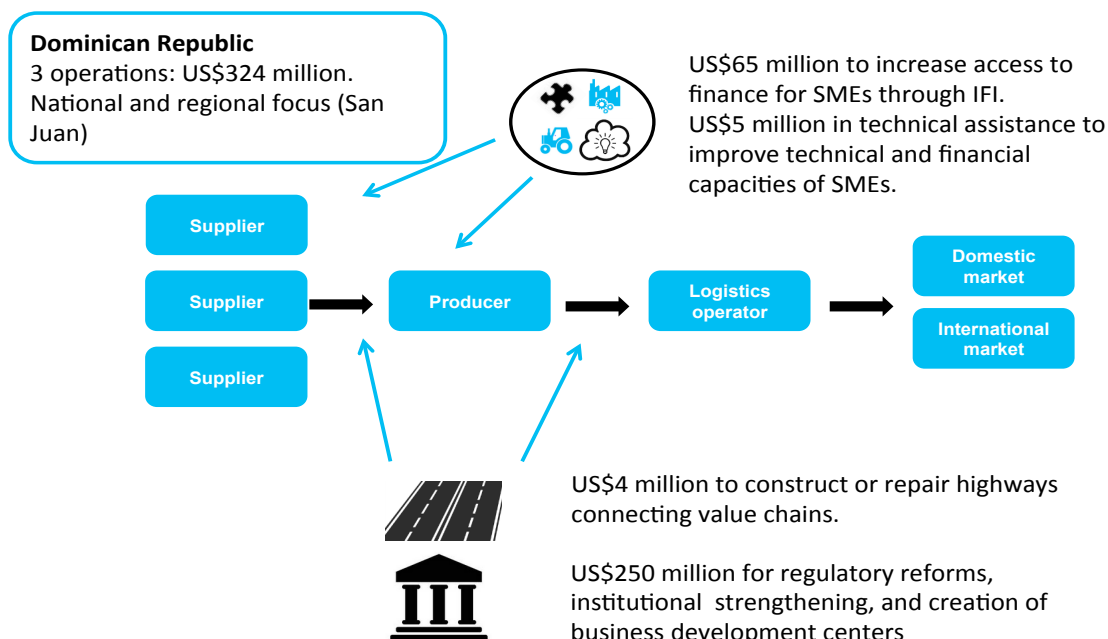 Dominican Republic
3 operations: US$324 million.
National and regional focus (San
Juan)
US$65 million to increase access to
finance for SMEs through IFI.
US$5 million in technical assistance to
improve technical and financial
capacities of SMEs.
Supplier
Supplier
Supplier
Producer
Logistics
operator
Domestic
market
International
market
US$4 million to construct or repair highways
connecting value chains.
US$250 million for regulatory reforms,
institutional strengthening, and creation of
business development centers